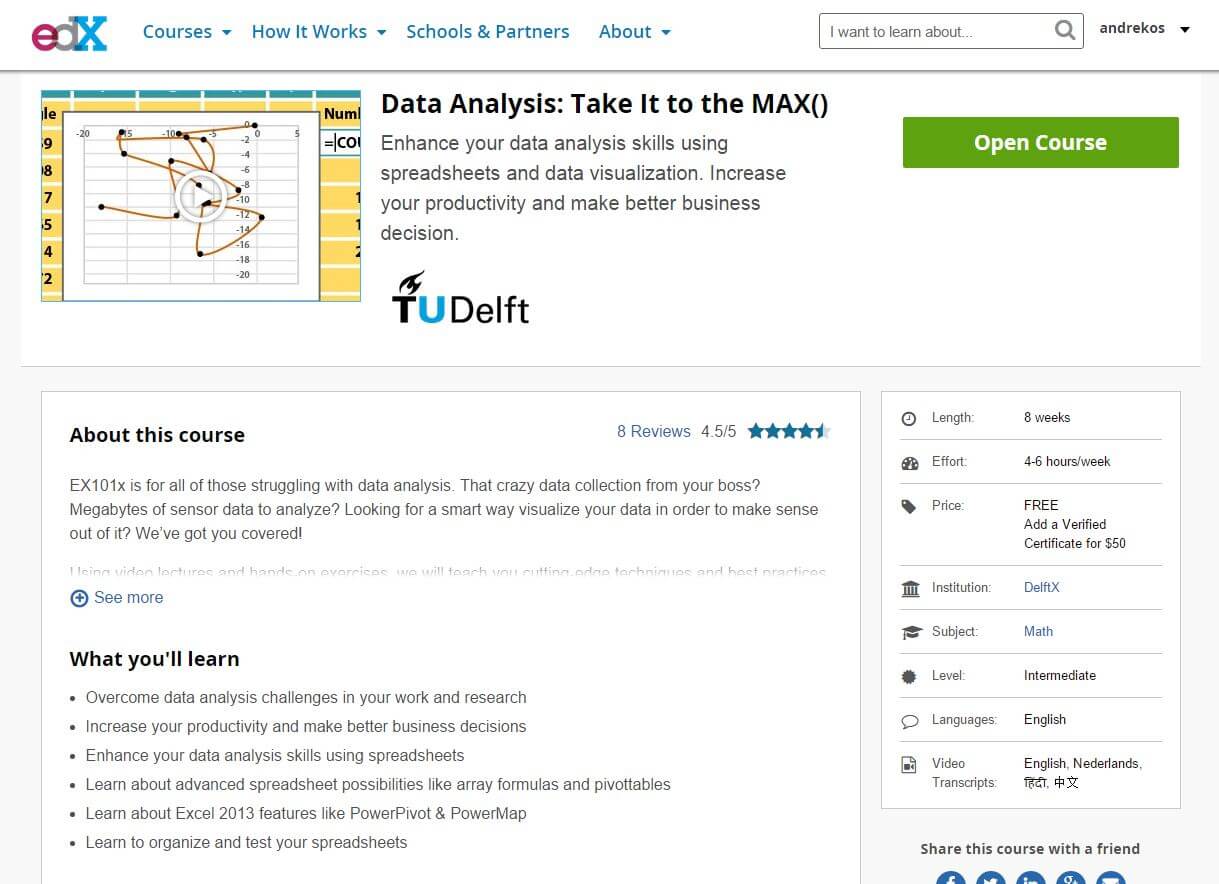 edX Courses How It Works Schools & Partners About I want to learn about... andrekos
Numl
=COU
-20 -15 -10 -5 0 5
0
-2
-4
-6
-8
-10
-12
-14
-16
-18
-20
Data Analysis: Take It to the MAX()
Enhance your data analysis skills using
spreadsheets and data visualization. Increase
your productivity and make better business
decision.
Open Course
TUDelft
About this course
8 Reviews 4.5/5
EX101x is for all of those struggling with data analysis. That crazy data collection from your boss?
Megabytes of sensor data to analyze? Looking for a smart way visualize your data in order to make sense
out of it? We’ve got you covered!
Using video lectures and hands-on exercises, we will teach you cutting-edge techniques and best practices
See more
What you'll learn
Overcome data analysis challenges in your work and research
Increase your productivity and make better business decisions
Enhance your data analysis skills using spreadsheets
Learn about advanced spreadsheet possibilities like array formulas and pivottables
Learn about Excel 2013 features like PowerPivot & PowerMap
Learn to organize and test your spreadsheets
Length: 8 weeks
Effort: 4-6 hours/week
Price: FREE
Add a Verified
Certificate for $50
Institution: DelftX
Subject: Math
Level: Intermediate
Languages: English
Video English, Nederlands,
Transcripts: हिंदी, 中文
Share this course with a friend